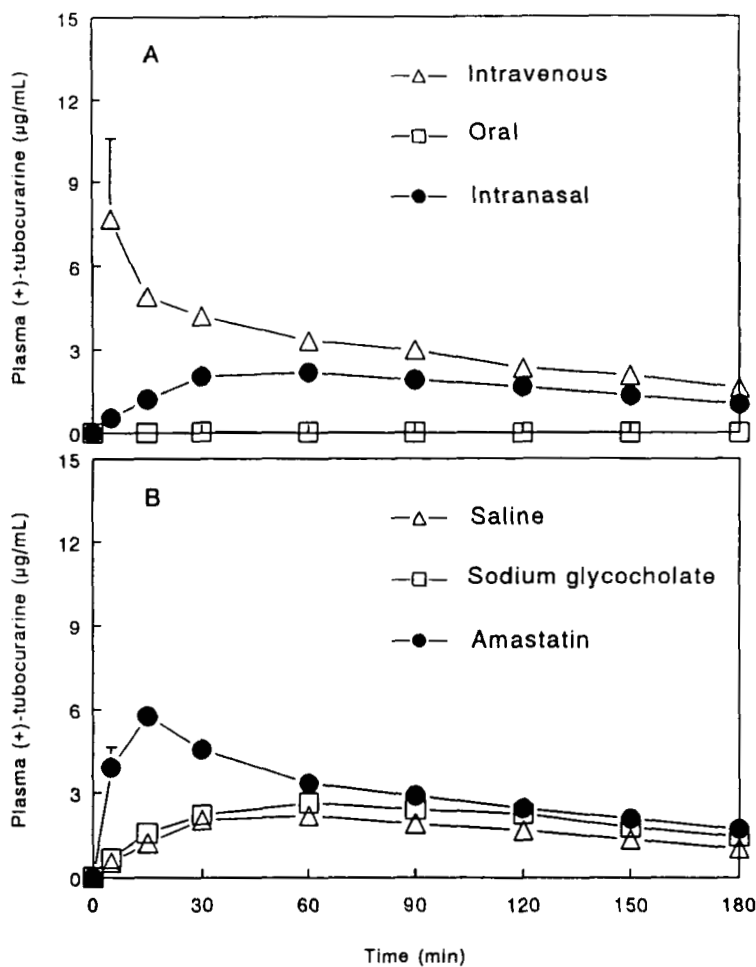 15
A
Intravenous
12
Oral
9
Intranasal
6
3
0
Plasma (+)-tubocurarine (µg/mL)
15
B
Saline
12
Sodium glycocholate
9
Amastatin
6
3
0
Plasma (+)-tubocurarine (µg/mL)
0 30 60 90 120 150 180
Time (min)